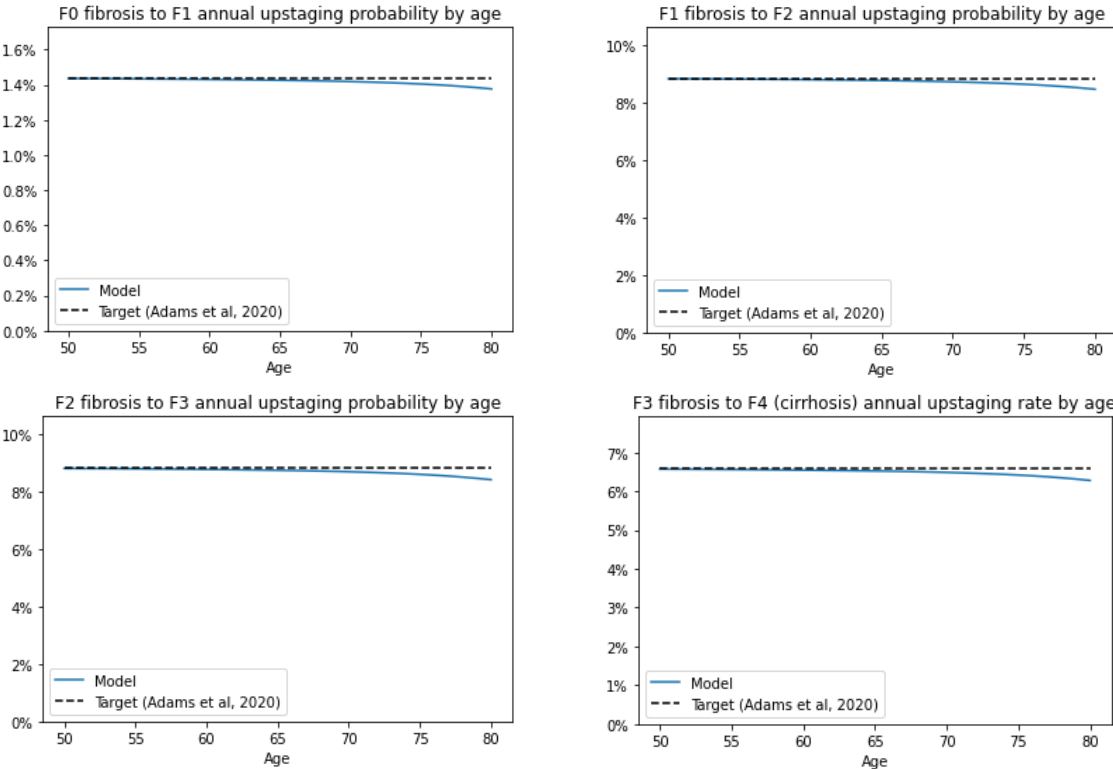 F0 fibrosis to F1 annual upstaging probability by age
1.6%
1.4%
1.2%
1.0%
0.8%
0.6%
0.4%
0.2%
0.0%
Model
Target (Adams et al, 2020)
50 55 60 65 70 75 80
Age
F1 fibrosis to F2 annual upstaging probability by age
10%
8%
6%
4%
2%
0%
Model
Target (Adams et al, 2020)
50 55 60 65 70 75 80
Age
F2 fibrosis to F3 annual upstaging probability by age
10%
8%
6%
4%
2%
0%
Model
Target (Adams et al, 2020)
50 55 60 65 70 75 80
Age
F3 fibrosis to F4 (cirrhosis) annual upstaging rate by age
7%
6%
5%
4%
3%
2%
1%
0%
Model
Target (Adams et al, 2020)
50 55 60 65 70 75 80
Age